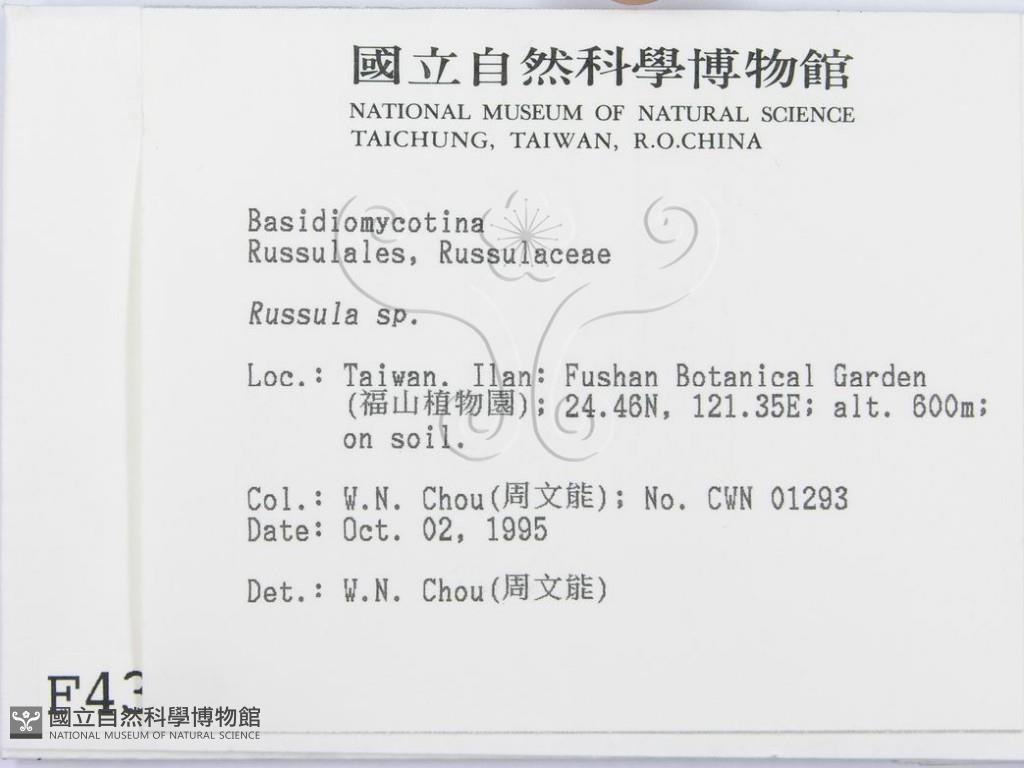 國立自然科學博物館
NATIONAL MUSEUM OF NATURAL SCIENCE
TAICHUNG, TAIWAN, R.O.CHINA
Basidiomycotina
Russulales, Russulaceae
Russula sp.
Loc.: Taiwan. Ilan: Fushan Botanical Garden
(福山植物園); 24.46N, 121.35E; alt. 600m;
on soil.
Col.: W.N. Chou(周文能); No. CWN 01293
Date: Oct. 02, 1995
Det.: W.N. Chou(周文能)
F43
國立自然科學博物館
NATIONAL MUSEUM OF NATURAL SCIENCE